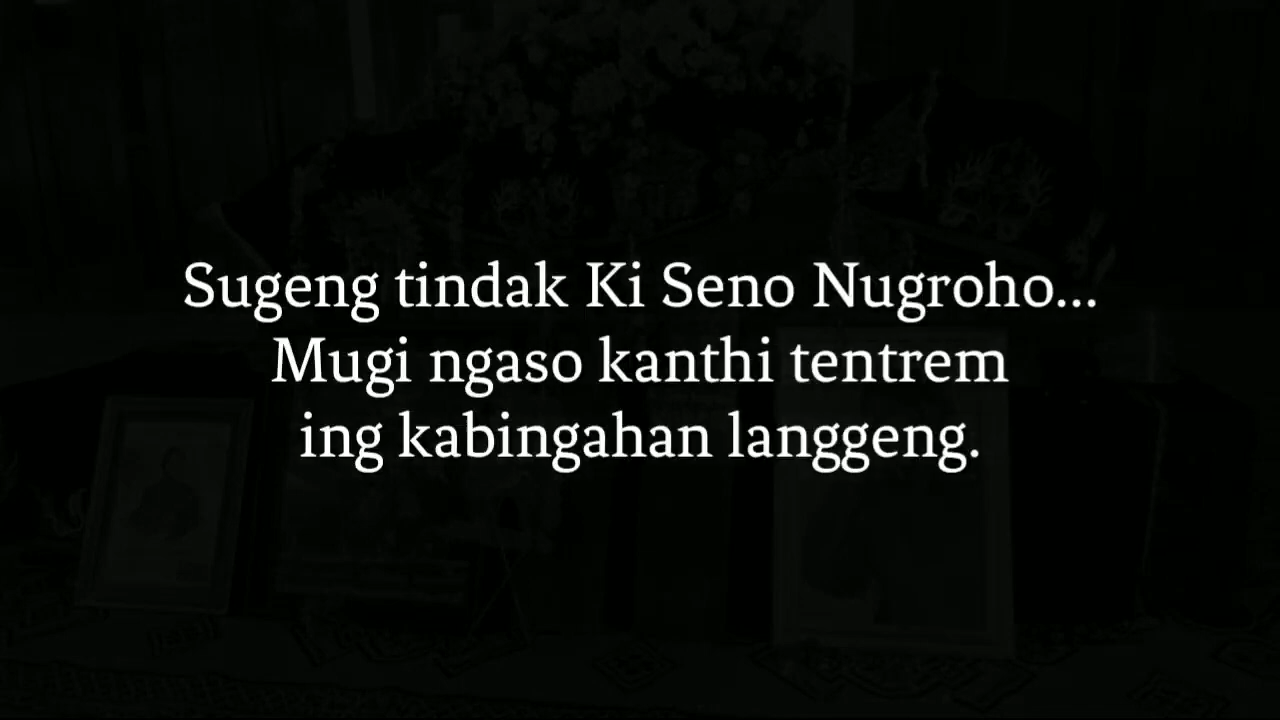 Sugeng tindak Ki Seno Nugroho...
Mugi ngaso kanthi tentrem
ing kabingahan langgeng.